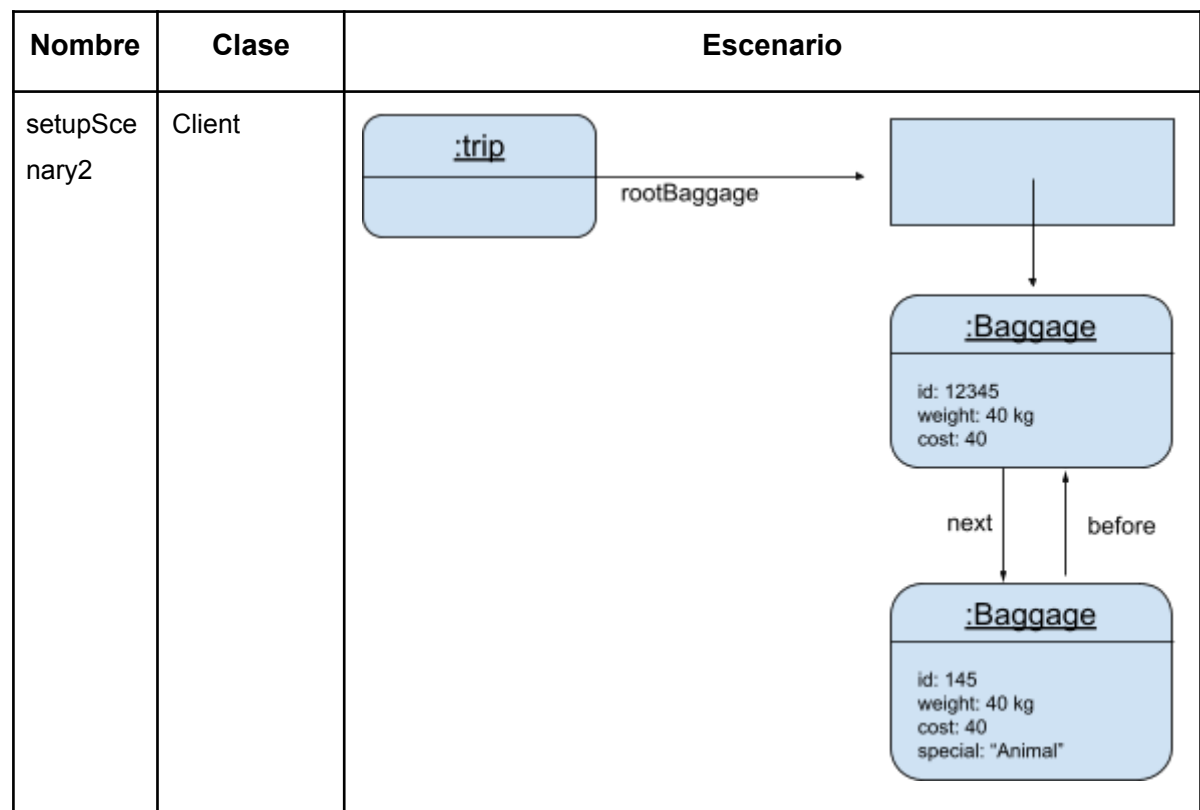 Nombre
Clase
Escenario
setupSce
nary2
Client
:trip
rootBaggage
:Baggage
id: 12345
weight: 40 kg
cost: 40
next
before
:Baggage
id: 145
weight: 40 kg
cost: 40
special: “Animal”